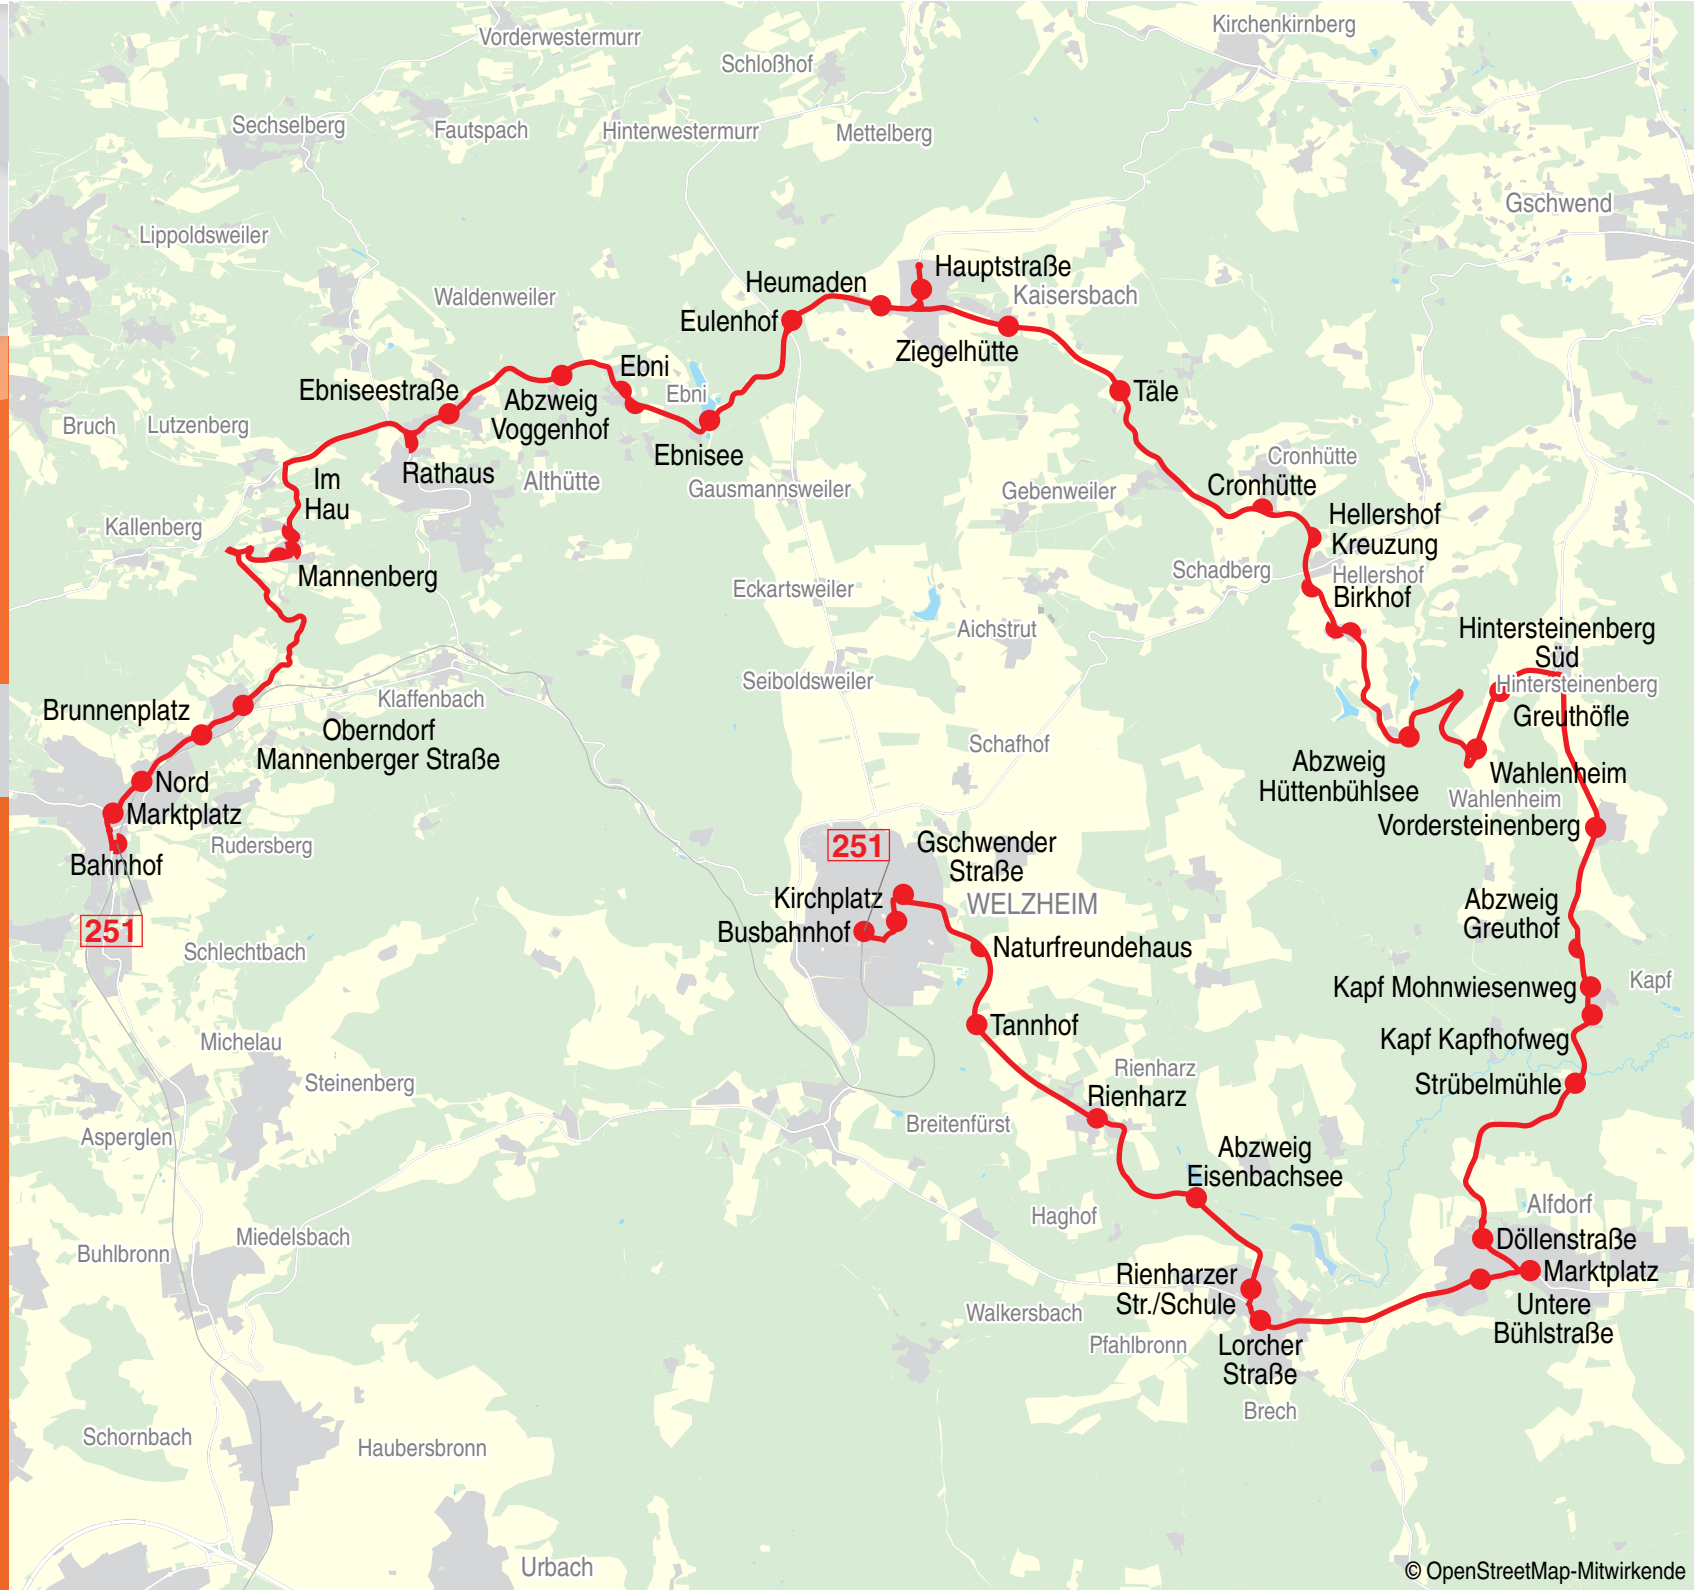 Vorderwestermurr
Kirchenkirnberg
Schloßhof
Sechselberg
Fautspach
Hinterwestermurr
Mettelberg
Gschwend
Lippoldsweiler
Waldenweiler
Heumaden
Hauptstraße
Kaisersbach
Eulenhof
Ziegelhütte
Ebni
Ebniseestraße
Abzweig
Voggenhof
Ebni
Täle
Bruch
Lutzenberg
Rathaus
Ebnisee
Althütte
Im
Hau
Gausmannsweiler
Gebenweiler
Cronhütte
Cronhütte
Kallenberg
Hellershof
Kreuzung
Mannenberg
Eckartsweiler
Schadberg
Hellershof
Birkhof
Aichstrut
Hintersteinenberg
Süd
Hintersteinenberg
Seiboldsweiler
Klaffenbach
Greuthöfle
Brunnenplatz
Oberndorf
Mannenberger Straße
Schafhof
Abzweig
Hüttenbühlsee
Wahlenheim
Wahlenheim
Nord
Marktplatz
Vordersteinenberg
Rudersberg
Bahnhof
251
251
Gschwender
Straße
Kirchplatz
WELZHEIM
Busbahnhof
Abzweig
Greuthof
Schlechtbach
Naturfreundehaus
Kapf Mohnwiesenweg
Kapf
Tannhof
Michelau
Kapf Kapfhofweg
Steinenberg
Rienharz
Rienharz
Strübelmühle
Asperglen
Breitenfürst
Abzweig
Eisenbachsee
Haghof
Alfdorf
Buhlbronn
Miedelsbach
Döllenstraße
Marktplatz
Rienharzer
Str./Schule
Untere
Bühlstraße
Walkersbach
Pfahlbronn
Lorcher
Straße
Brech
Schornbach
Haubersbronn
Urbach
© OpenStreetMap-Mitwirkende